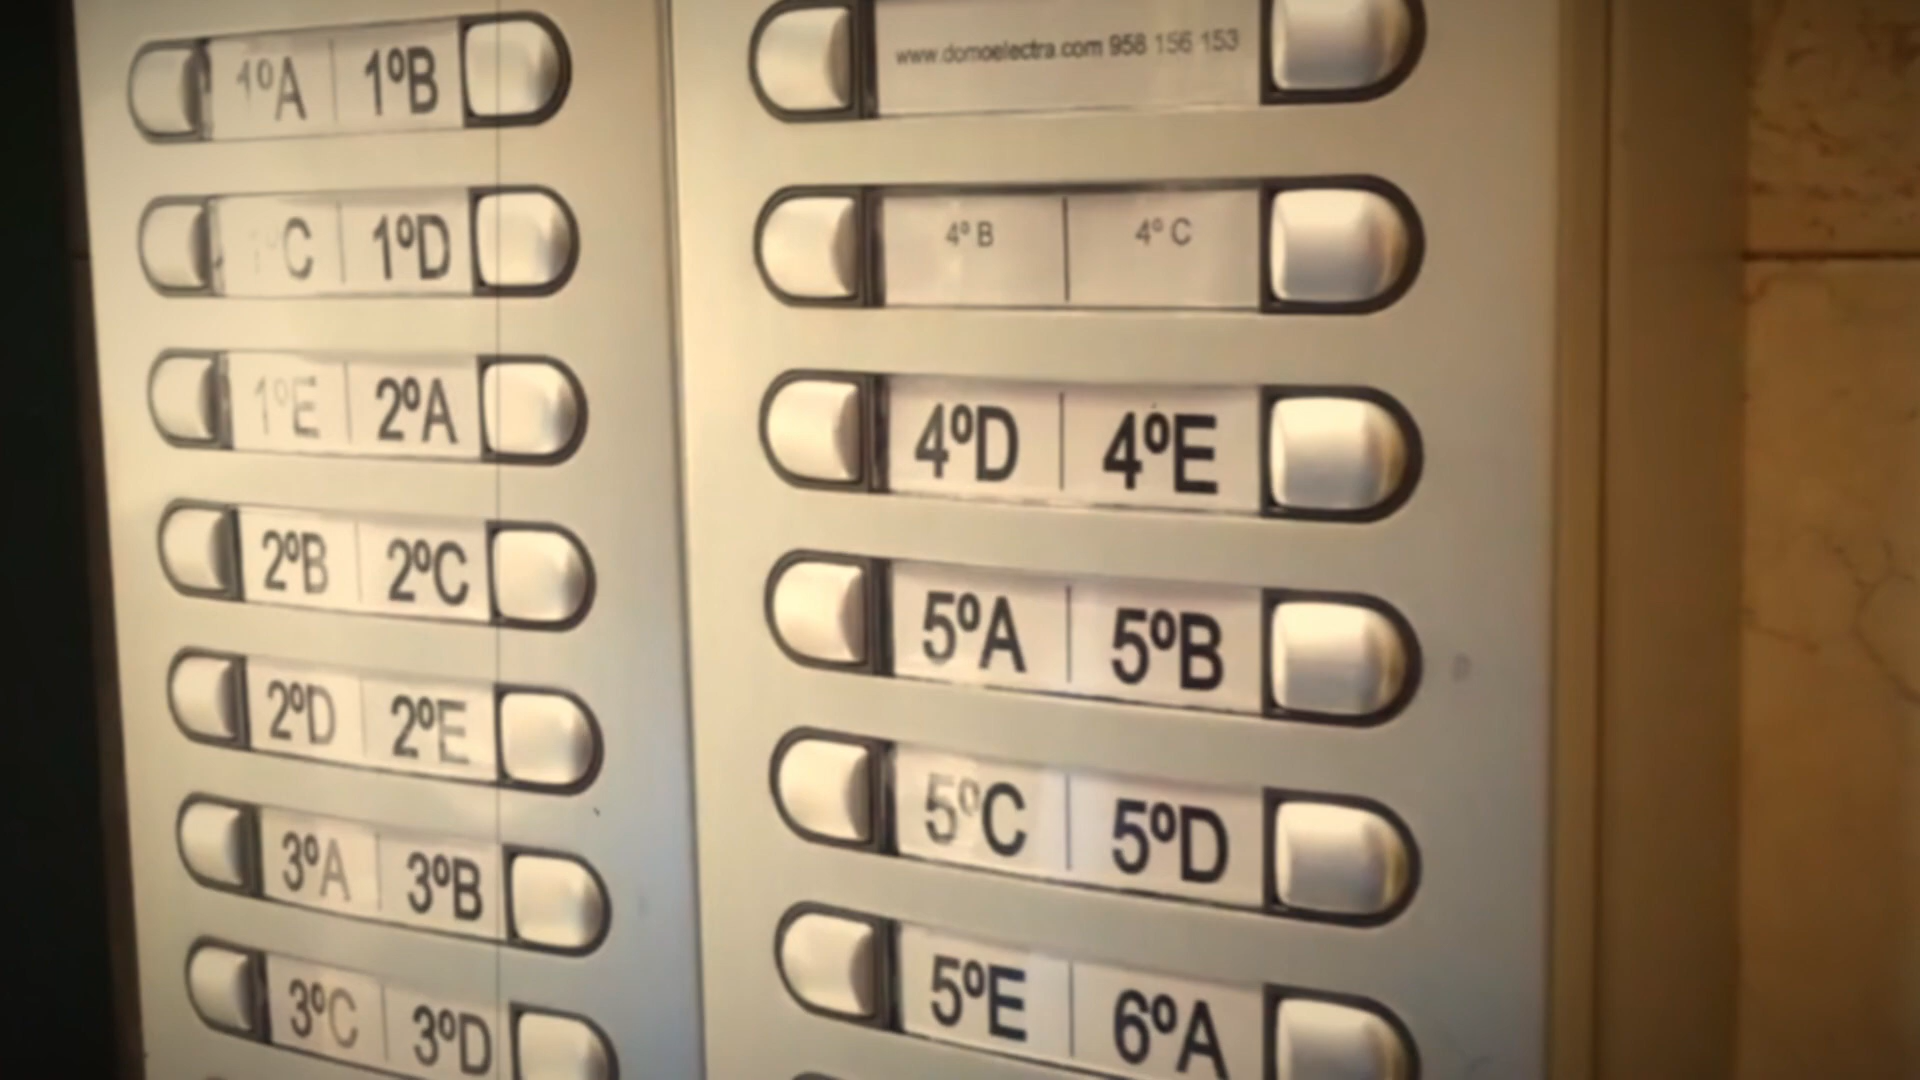 1ºA 1ºB
1ºC 1ºD
1ºE 2ºA
2ºB 2ºC
2ºD 2ºE
3ºA 3ºB
3ºC 3ºD
www.domoelectra.com 958 156 153
4º B 4º C
4ºD 4ºE
5ºA 5ºB
5ºC 5ºD
5ºE 6ºA